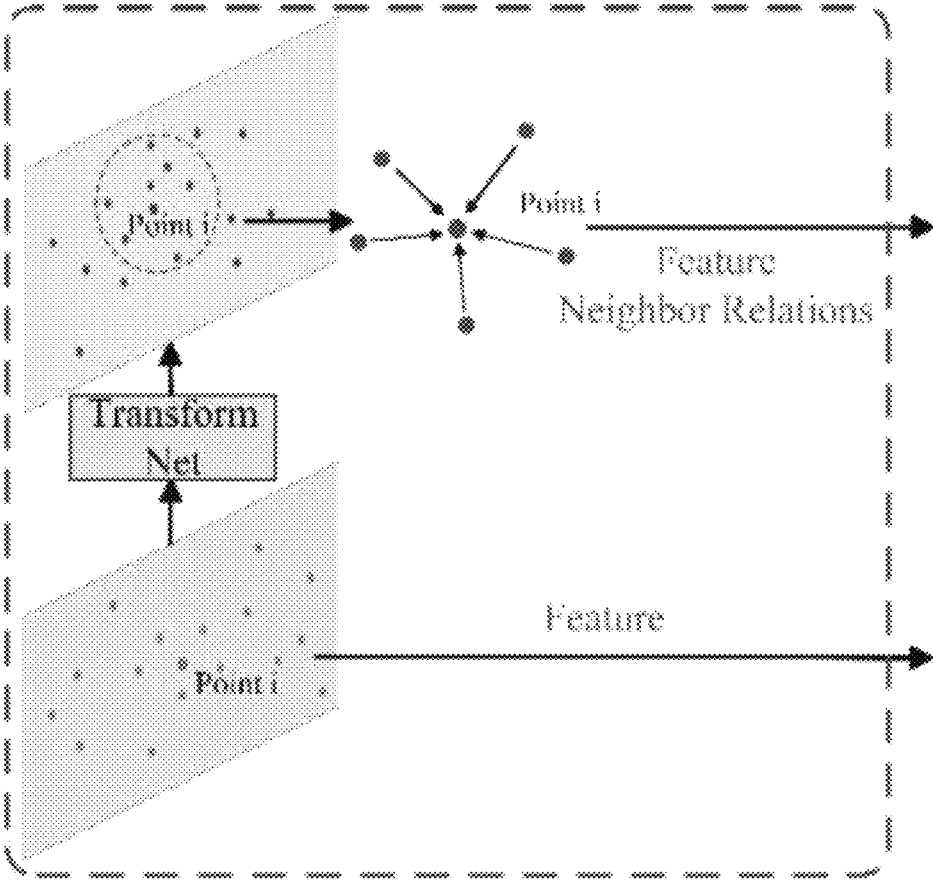 Point i
Point i
Feature
Neighbor Relations
Transform
Net
Feature
Point i